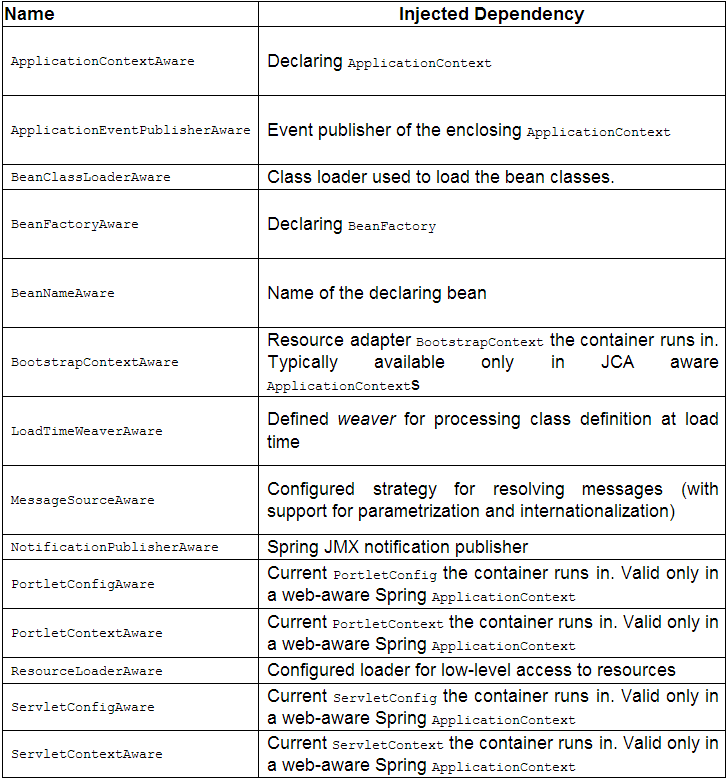 Name Injected Dependency
ApplicationContextAware Declaring ApplicationContext
ApplicationEventPublisherAware Event publisher of the enclosing ApplicationContext
BeanClassLoaderAware Class loader used to load the bean classes.
BeanFactoryAware Declaring BeanFactory
BeanNameAware Name of the declaring bean
BootstrapContextAware Resource adapter BootstrapContext the container runs in.
Typically available only in JCA aware
ApplicationContexts
LoadTimeWeaverAware Defined weaver for processing class definition at load
time
MessageSourceAware Configured strategy for resolving messages (with
support for parametrization and internationalization)
NotificationPublisherAware Spring JMX notification publisher
PortletConfigAware Current PortletConfig the container runs in. Valid only in
a web-aware Spring ApplicationContext
PortletContextAware Current PortletContext the container runs in. Valid only in
a web-aware Spring ApplicationContext
ResourceLoaderAware Configured loader for low-level access to resources
ServletConfigAware Current ServletConfig the container runs in. Valid only in
a web-aware Spring ApplicationContext
ServletContextAware Current ServletContext the container runs in. Valid only in
a web-aware Spring ApplicationContext